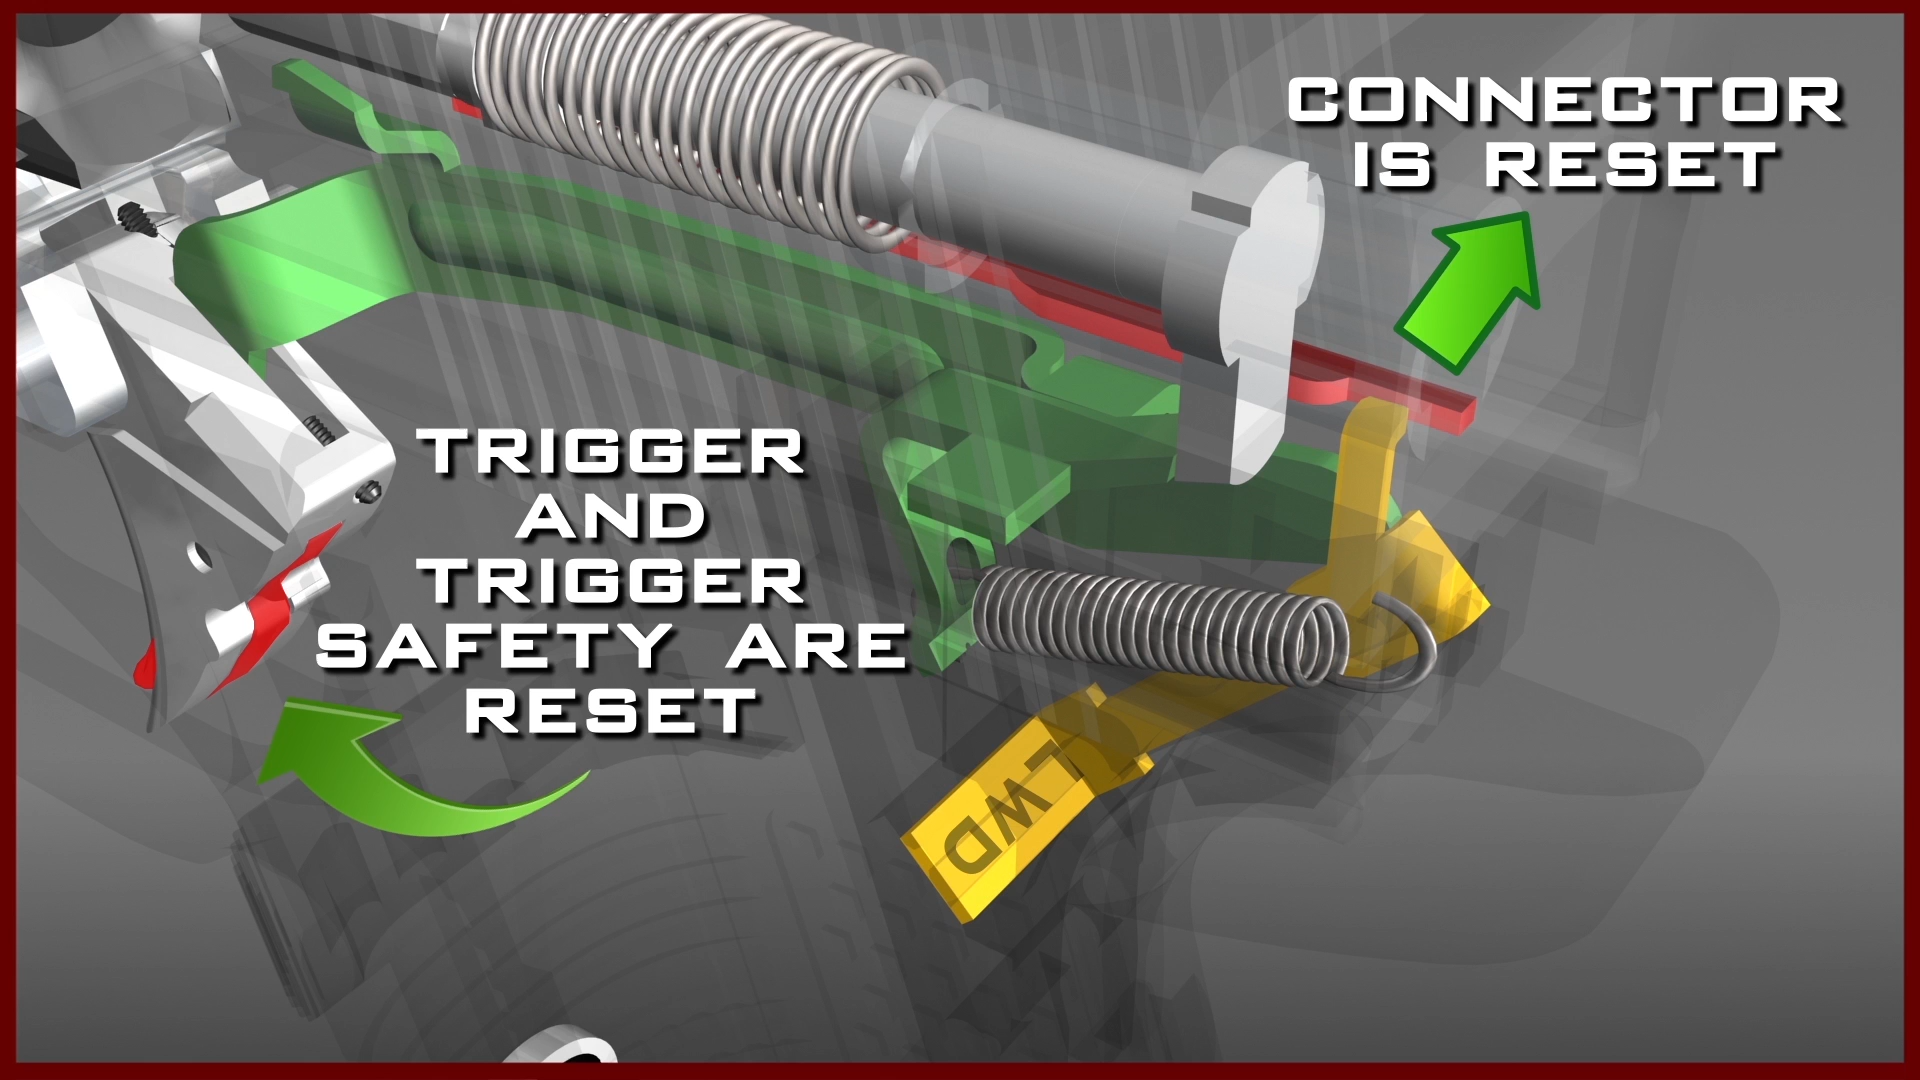 CONNECTOR
IS RESET
TRIGGER
AND
TRIGGER
SAFETY ARE
RESET
LWD